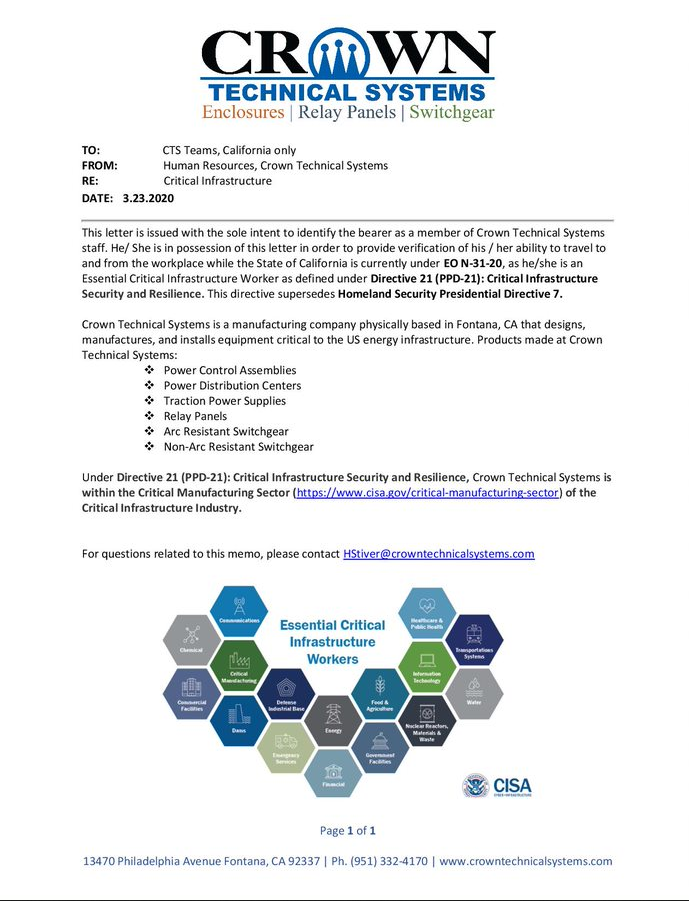 CROWN
TECHNICAL SYSTEMS
Enclosures | Relay Panels | Switchgear
TO: CTS Teams, California only
FROM: Human Resources, Crown Technical Systems
RE: Critical Infrastructure
DATE: 3.23.2020
This letter is issued with the sole intent to identify the bearer as a member of Crown Technical Systems
staff. He/ She is in possession of this letter in order to provide verification of his / her ability to travel to
and from the workplace while the State of California is currently under EO N-31-20, as he/she is an
Essential Critical Infrastructure Worker as defined under Directive 21 (PPD-21): Critical Infrastructure
Security and Resilience. This directive supersedes Homeland Security Presidential Directive 7.
Crown Technical Systems is a manufacturing company physically based in Fontana, CA that designs,
manufactures, and installs equipment critical to the US energy infrastructure. Products made at Crown
Technical Systems:
❖ Power Control Assemblies
❖ Power Distribution Centers
❖ Traction Power Supplies
❖ Relay Panels
❖ Arc Resistant Switchgear
❖ Non-Arc Resistant Switchgear
Under Directive 21 (PPD-21): Critical Infrastructure Security and Resilience, Crown Technical Systems is
within the Critical Manufacturing Sector (https://www.cisa.gov/critical-manufacturing-sector) of the
Critical Infrastructure Industry.
For questions related to this memo, please contact HStiver@crowntechnicalsystems.com
Essential Critical
Infrastructure
Workers
Communications
Chemical
Critical
Manufacturing
Commercial
Facilities
Dams
Defense
Industrial Base
Emergency
Services
Energy
Financial
Food &
Agriculture
Government
Facilities
Healthcare &
Public Health
Information
Technology
Nuclear Reactors,
Materials &
Waste
Transportations
Systems
Water
CISA
CYBER+INFRASTRUCTURE
Page 1 of 1
13470 Philadelphia Avenue Fontana, CA 92337 | Ph. (951) 332-4170 | www.crowntechnicalsystems.com